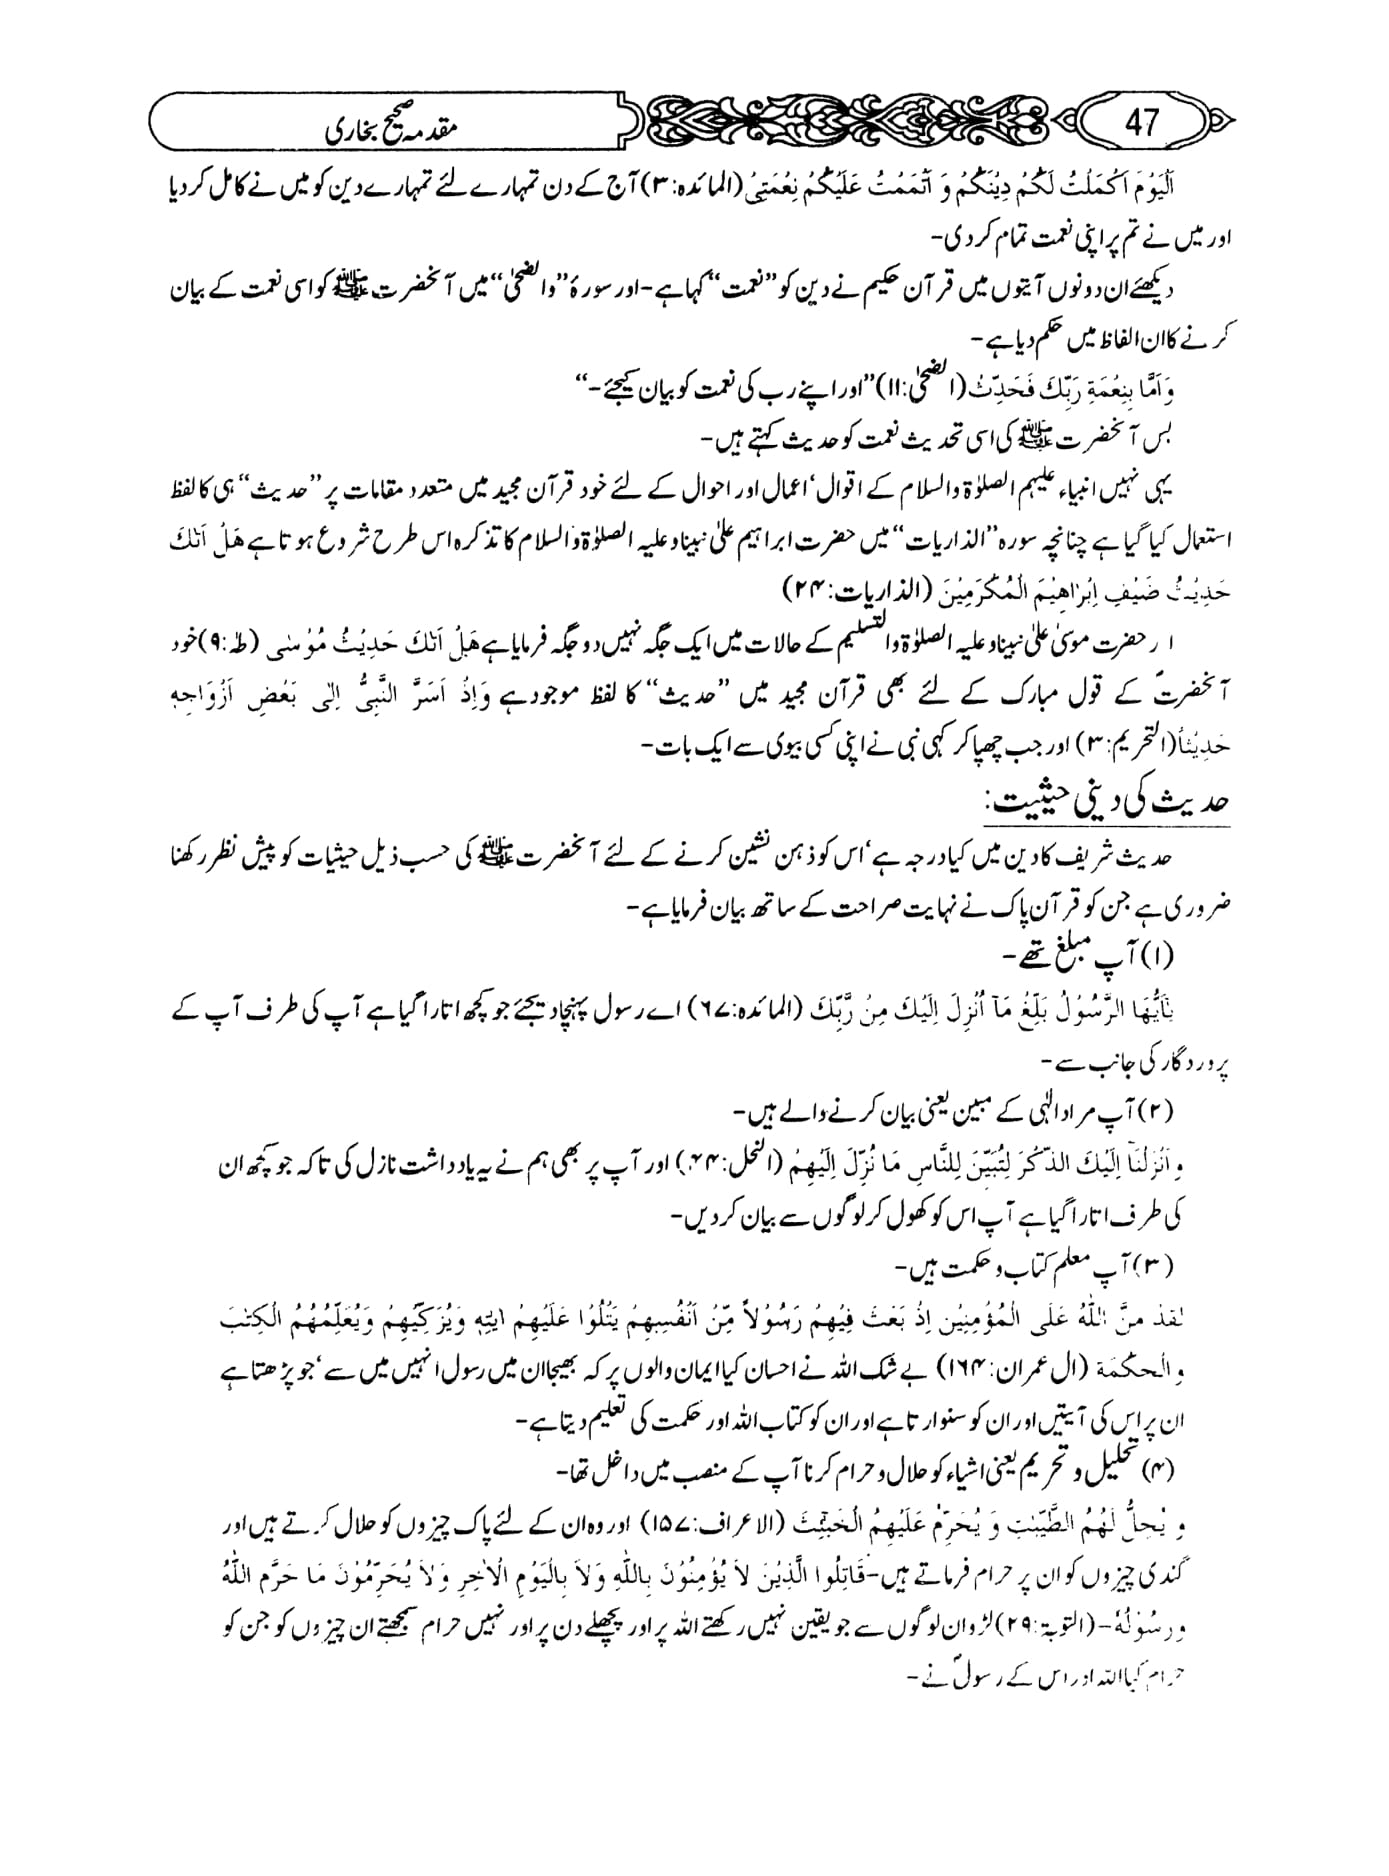 47
مقدمہ صحیح بخاری
اَلْیَوْمَ اَکْمَلْتُ لَکُمْ دِیْنَکُمْ وَ اَتْمَمْتُ عَلَیْکُمْ نِعْمَتِیْ (المائدہ:۳) آج کے دن تمہارے لئے تمہارے دین کو میں نے کامل کر دیا
اور میں نے تم پر اپنی نعمت تمام کر دی-
دیکھئے ان دونوں آیتوں میں قرآن حکیم نے دین کو ’’نعمت‘‘ کہا ہے- اور سورۂ ’’والضحیٰ‘‘ میں آنحضرت ﷺ کو اسی نعمت کے بیان
کرنے کا ان الفاظ میں حکم دیا ہے-
وَاَمَّا بِنِعْمَةِ رَبِّكَ فَحَدِّثْ (الضحیٰ:۱۱) ’’اور اپنے رب کی نعمت کو بیان کیجئے-‘‘
بس آنحضرت ﷺ کی اسی تحدیث نعمت کو حدیث کہتے ہیں-
یہی نہیں انبیاء علیہم الصلوٰۃ والسلام کے اقوال‘ اعمال اور احوال کے لئے خود قرآن مجید میں متعدد مقامات پر ’’حدیث‘‘ ہی کا لفظ
استعمال کیا گیا ہے چنانچہ سورہ ’’الذاریات‘‘ میں حضرت ابراہیم علیٰ نبینا و علیہ الصلوٰۃ والسلام کا تذکرہ اس طرح شروع ہوتا ہے هَلْ اَتٰكَ
حَدِیْثُ ضَیْفِ اِبْرٰاهِیْمَ الْمُكْرَمِیْنَ (الذاریات:۲۴)
ا ر حضرت موسیٰ علیٰ نبینا و علیہ الصلوٰۃ والتسلیم کے حالات میں ایک جگہ نہیں دو جگہ فرمایا ہے هَلْ اَتٰكَ حَدِیْثُ مُوْسٰی (طہٰ:۹) خود
آنحضرتؐ کے قول مبارک کے لئے بھی قرآن مجید میں ’’حدیث‘‘ کا لفظ موجود ہے وَاِذْ اَسَرَّ النَّبِیُّ اِلٰی بَعْضِ اَزْوَاجِهٖ
حَدِیْثاً (التحریم:۳) اور جب چھپا کر کہی نبی نے اپنی کسی بیوی سے ایک بات-
حدیث کی دینی حیثیت:
حدیث شریف کا دین میں کیا درجہ ہے‘ اس کو ذہن نشین کرنے کے لئے آنحضرت ﷺ کی حسب ذیل حیثیات کو پیش نظر رکھنا
ضروری ہے جن کو قرآن پاک نے نہایت صراحت کے ساتھ بیان فرمایا ہے-
(۱) آپ مبلغ تھے-
یٰٓاَیُّهَا الرَّسُوْلُ بَلِّغْ مَآ اُنْزِلَ اِلَیْكَ مِنْ رَّبِّكَ (المائدہ:۶۷) اے رسول پہنچا دیجئے جو کچھ اتارا گیا ہے آپ کی طرف آپ کے
پروردگار کی جانب سے-
(۲) آپ مراد الٰہی کے مبین یعنی بیان کرنے والے ہیں-
وَاَنْزَلْنَآ اِلَیْكَ الذِّكْرَ لِتُبَیِّنَ لِلنَّاسِ مَا نُزِّلَ اِلَیْهِمْ (النحل:۴۴) اور آپ پر بھی ہم نے یہ یادداشت نازل کی تاکہ جو کچھ ان
کی طرف اتارا گیا ہے آپ اس کو کھول کر لوگوں سے بیان کر دیں-
(۳) آپ معلم کتاب و حکمت ہیں-
لَقَدْ مَنَّ اللّٰهُ عَلَی الْمُؤْمِنِیْنَ اِذْ بَعَثَ فِیْهِمْ رَسُوْلاً مِّنْ اَنْفُسِهِمْ یَتْلُوْا عَلَیْهِمْ اٰیٰتِهٖ وَیُزَكِّیْهِمْ وَیُعَلِّمُهُمُ الْكِتٰبَ
وَالْحِكْمَةَ (ال عمران:۱۶۴) بے شک اللہ نے احسان کیا ایمان والوں پر کہ بھیجا ان میں رسول انہیں میں سے‘ جو پڑھتا ہے
ان پر اس کی آیتیں اور ان کو سنوارتا ہے اور ان کو کتاب اللہ اور حکمت کی تعلیم دیتا ہے-
(۴) تحلیل و تحریم یعنی اشیاء کو حلال و حرام کرنا آپ کے منصب میں داخل تھا-
وَ یُحِلُّ لَهُمُ الطَّیِّبٰتِ وَ یُحَرِّمُ عَلَیْهِمُ الْخَبٰٓئِثَ (الاعراف:۱۵۷) اور وہ ان کے لئے پاک چیزوں کو حلال کرتے ہیں اور
گندی چیزوں کو ان پر حرام فرماتے ہیں- قَاتِلُوا الَّذِیْنَ لاَ یُؤْمِنُوْنَ بِاللّٰهِ وَلاَ بِالْیَوْمِ الْاٰخِرِ وَلاَ یُحَرِّمُوْنَ مَا حَرَّمَ اللّٰهُ
وَرَسُوْلُهٗ- (التوبۃ:۲۹) لڑو ان لوگوں سے جو یقین نہیں رکھتے اللہ پر اور پچھلے دن پر اور نہیں حرام سمجھتے ان چیزوں کو جن کو
حرام کیا اللہ اور اس کے رسولؐ نے-